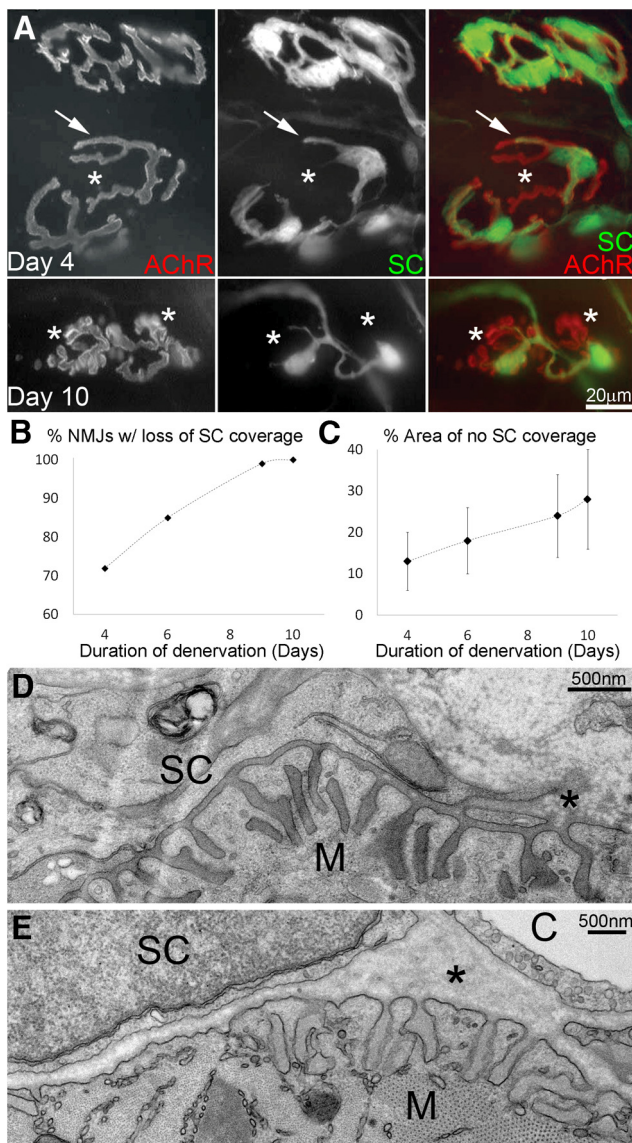 A
*
*
*
Day 4
AChR
SC
SC
AChR
*
*
*
*
*
*
Day 10
20μm
B
% NMJs w/ loss of SC coverage
100
90
80
70
60
4
6
8
10
Duration of denervation (Days)
C
% Area of no SC coverage
40
30
20
10
0
4
6
8
10
Duration of denervation (Days)
D
500nm
SC
*
M
E
SC
C
500nm
*
M